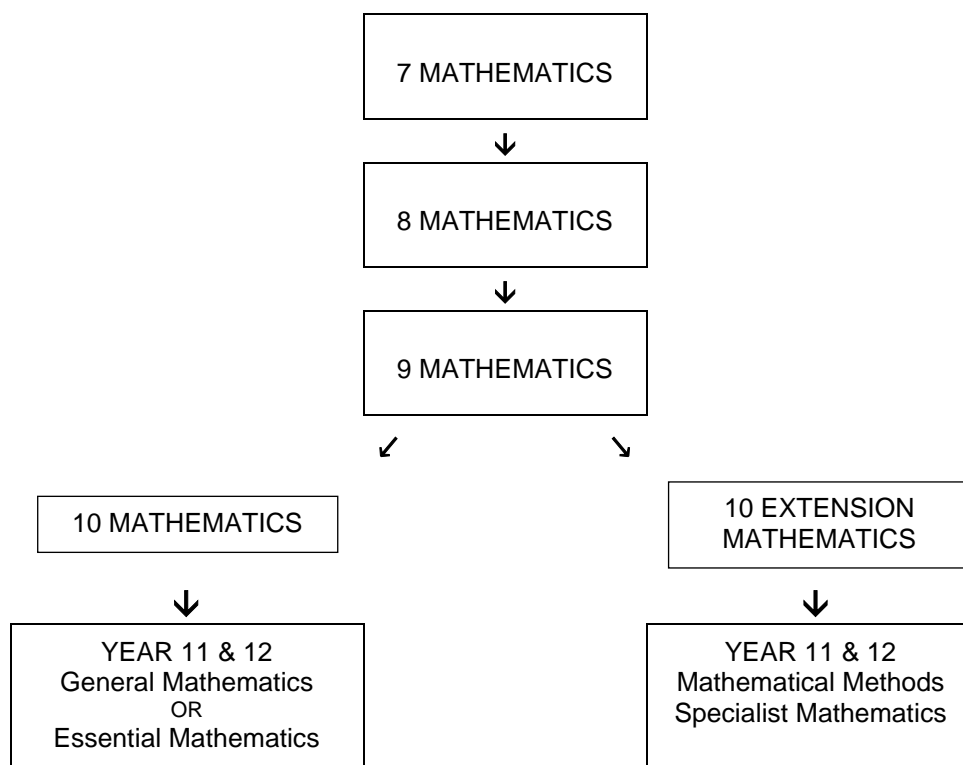 7 MATHEMATICS
8 MATHEMATICS
9 MATHEMATICS
10 MATHEMATICS
10 EXTENSION
MATHEMATICS
YEAR 11 & 12
General Mathematics
OR
Essential Mathematics
YEAR 11 & 12
Mathematical Methods
Specialist Mathematics